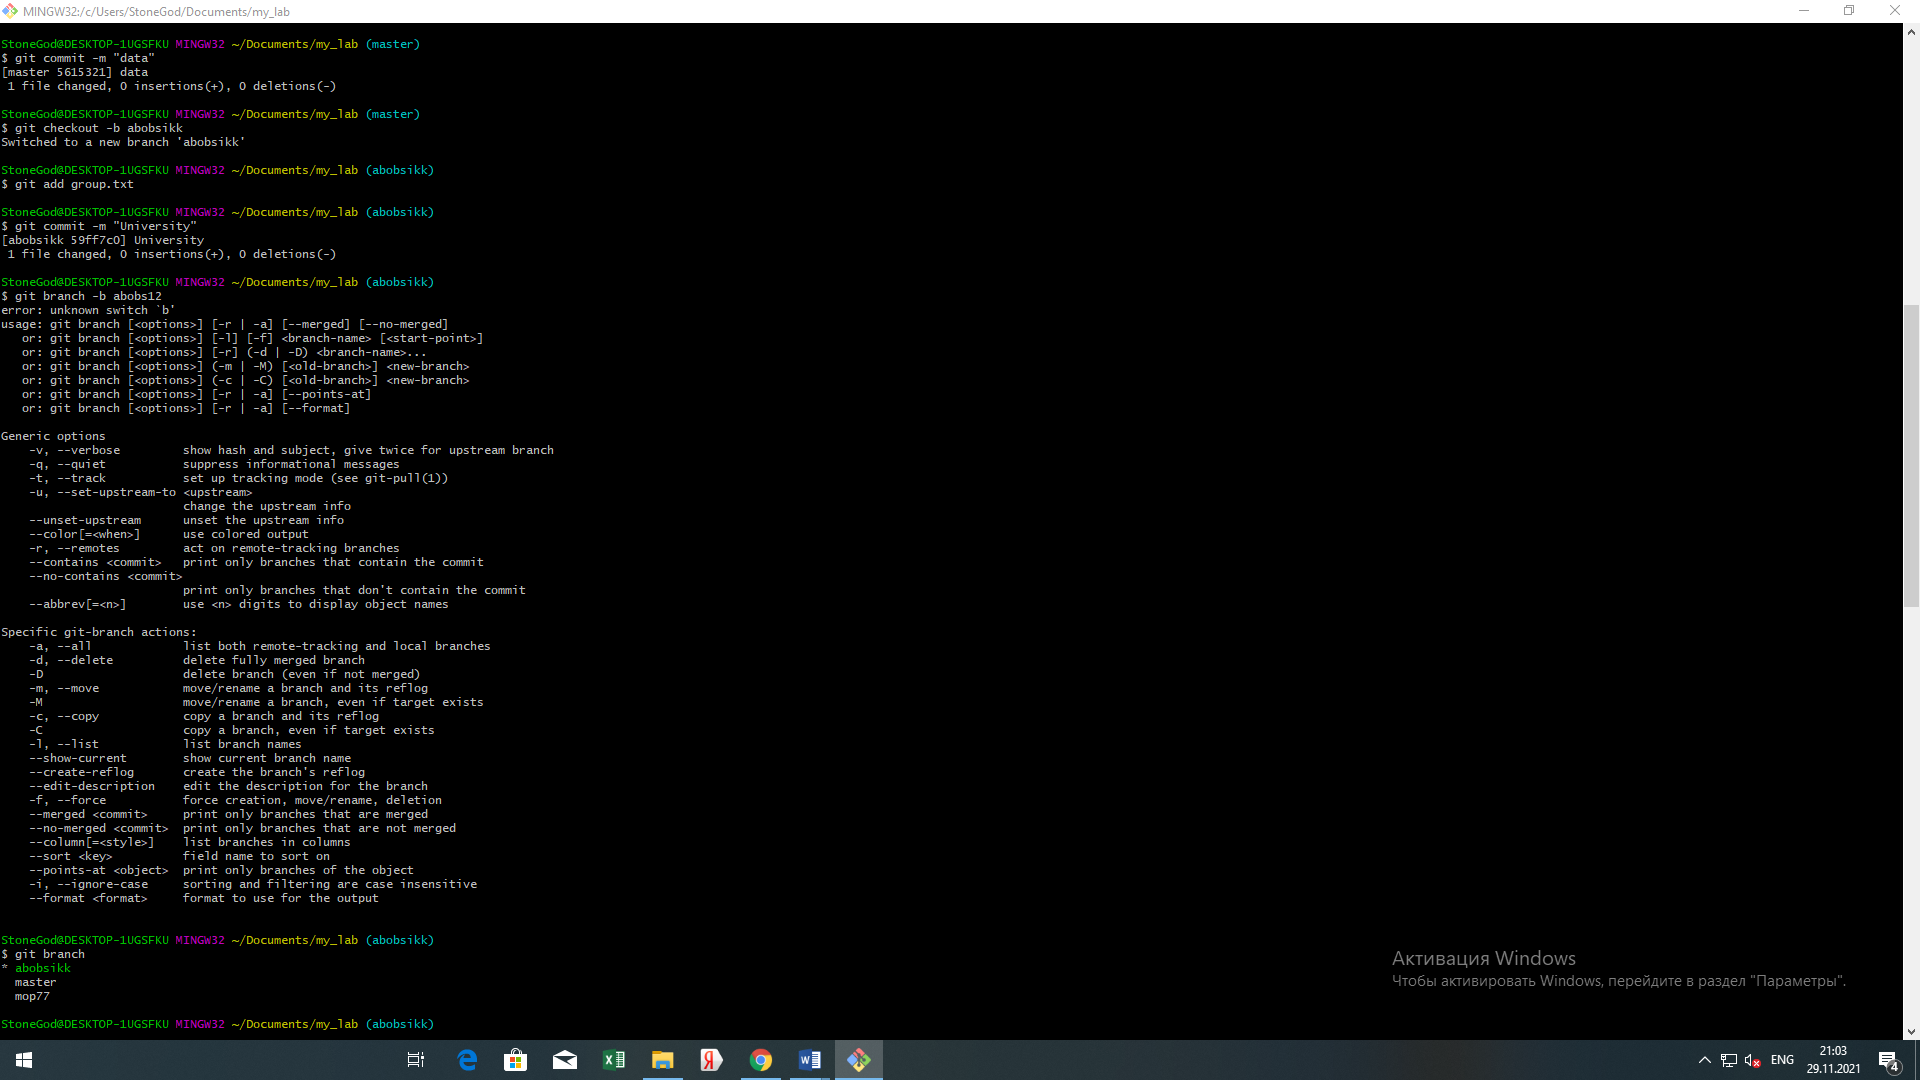 MINGW32:/c/Users/StoneGod/Documents/my_lab
StoneGod@DESKTOP-1UGSFKU MINGW32 ~/Documents/my_lab (master)
$ git commit -m "data"
[master 5615321] data
 1 file changed, 0 insertions(+), 0 deletions(-)
StoneGod@DESKTOP-1UGSFKU MINGW32 ~/Documents/my_lab (master)
$ git checkout -b abobsikk
Switched to a new branch 'abobsikk'
StoneGod@DESKTOP-1UGSFKU MINGW32 ~/Documents/my_lab (abobsikk)
$ git add group.txt
StoneGod@DESKTOP-1UGSFKU MINGW32 ~/Documents/my_lab (abobsikk)
$ git commit -m "University"
[abobsikk 59ff7c0] University
 1 file changed, 0 insertions(+), 0 deletions(-)
StoneGod@DESKTOP-1UGSFKU MINGW32 ~/Documents/my_lab (abobsikk)
$ git branch -b abobs12
error: unknown switch `b'
usage: git branch [<options>] [-r | -a] [--merged] [--no-merged]
   or: git branch [<options>] [-l] [-f] <branch-name> [<start-point>]
   or: git branch [<options>] [-r] (-d | -D) <branch-name>...
   or: git branch [<options>] (-m | -M) [<old-branch>] <new-branch>
   or: git branch [<options>] (-c | -C) [<old-branch>] <new-branch>
   or: git branch [<options>] [-r | -a] [--points-at]
   or: git branch [<options>] [-r | -a] [--format]
Generic options
    -v, --verbose         show hash and subject, give twice for upstream branch
    -q, --quiet           suppress informational messages
    -t, --track           set up tracking mode (see git-pull(1))
    -u, --set-upstream-to <upstream>
                          change the upstream info
    --unset-upstream      unset the upstream info
    --color[=<when>]      use colored output
    -r, --remotes         act on remote-tracking branches
    --contains <commit>   print only branches that contain the commit
    --no-contains <commit>
                          print only branches that don't contain the commit
    --abbrev[=<n>]        use <n> digits to display object names
Specific git-branch actions:
    -a, --all             list both remote-tracking and local branches
    -d, --delete          delete fully merged branch
    -D                    delete branch (even if not merged)
    -m, --move            move/rename a branch and its reflog
    -M                    move/rename a branch, even if target exists
    -c, --copy            copy a branch and its reflog
    -C                    copy a branch, even if target exists
    -l, --list            list branch names
    --show-current        show current branch name
    --create-reflog       create the branch's reflog
    --edit-description    edit the description for the branch
    -f, --force           force creation, move/rename, deletion
    --merged <commit>     print only branches that are merged
    --no-merged <commit>  print only branches that are not merged
    --column[=<style>]    list branches in columns
    --sort <key>          field name to sort on
    --points-at <object>  print only branches of the object
    -i, --ignore-case     sorting and filtering are case insensitive
    --format <format>     format to use for the output
StoneGod@DESKTOP-1UGSFKU MINGW32 ~/Documents/my_lab (abobsikk)
$ git branch
* abobsikk
  master
  mop77
StoneGod@DESKTOP-1UGSFKU MINGW32 ~/Documents/my_lab (abobsikk)
Активация Windows
Чтобы активировать Windows, перейдите в раздел "Параметры".
ENG
21:03
29.11.2021
4